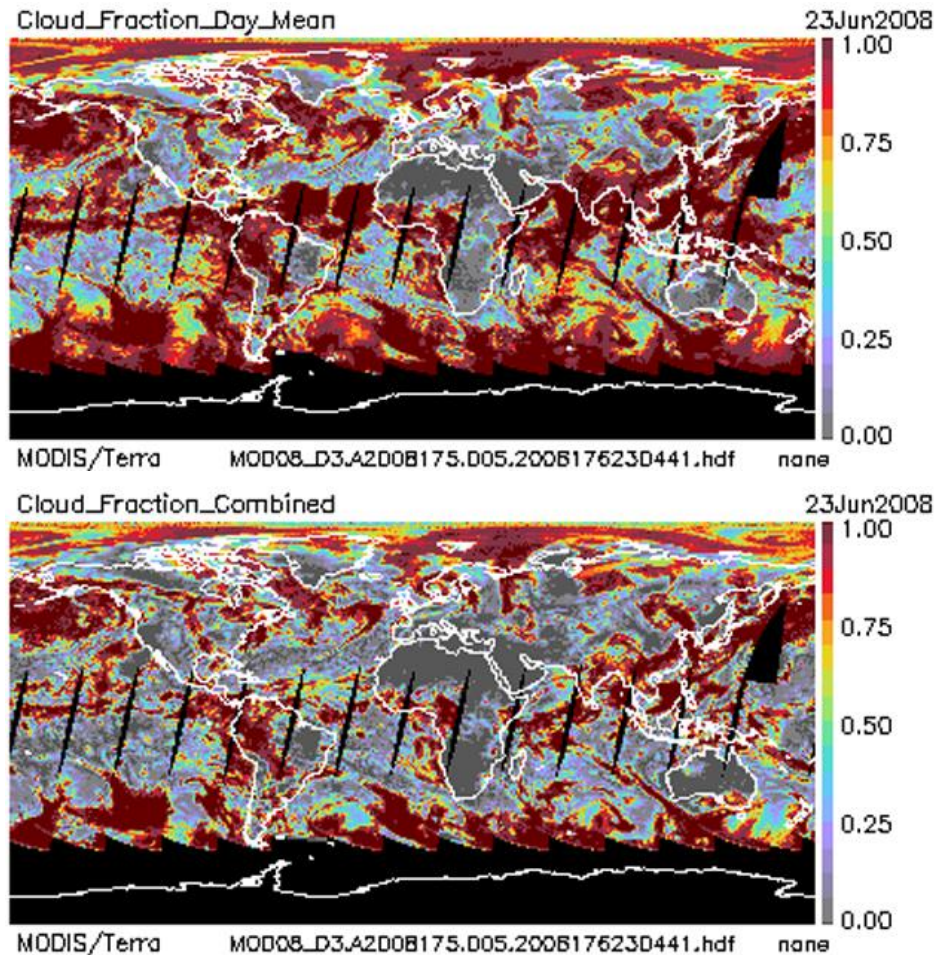 Cloud_Fraction_Day_Mean 23Jun2008
1.00
0.75
0.50
0.25
0.00
MODIS/Terra MOD08_D3.A2008175.005.2008176230441.hdf none
Cloud_Fraction_Combined 23Jun2008
1.00
0.75
0.50
0.25
0.00
MODIS/Terra MOD08_D3.A2008175.005.2008176230441.hdf none